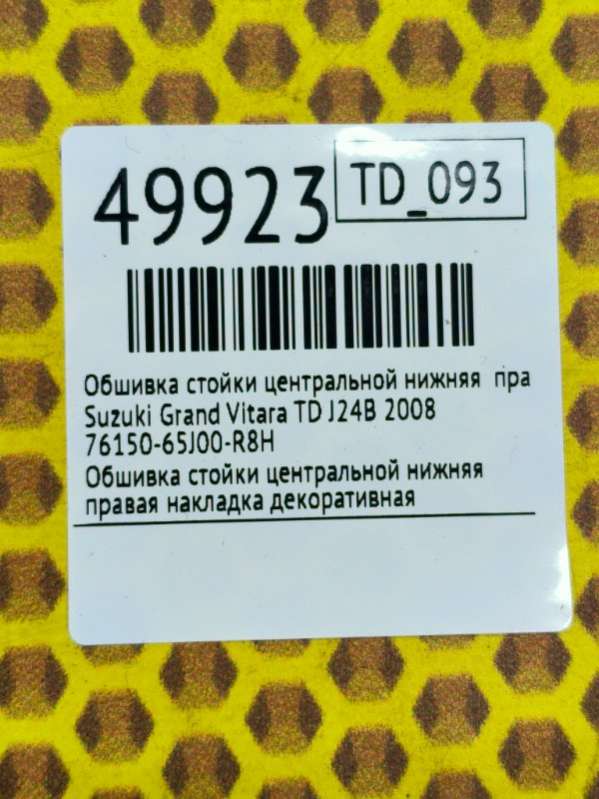 49923
TD_093
Обшивка стойки центральной нижняя пра
Suzuki Grand Vitara TD J24B 2008
76150-65J00-R8H
Обшивка стойки центральной нижняя
правая накладка декоративная